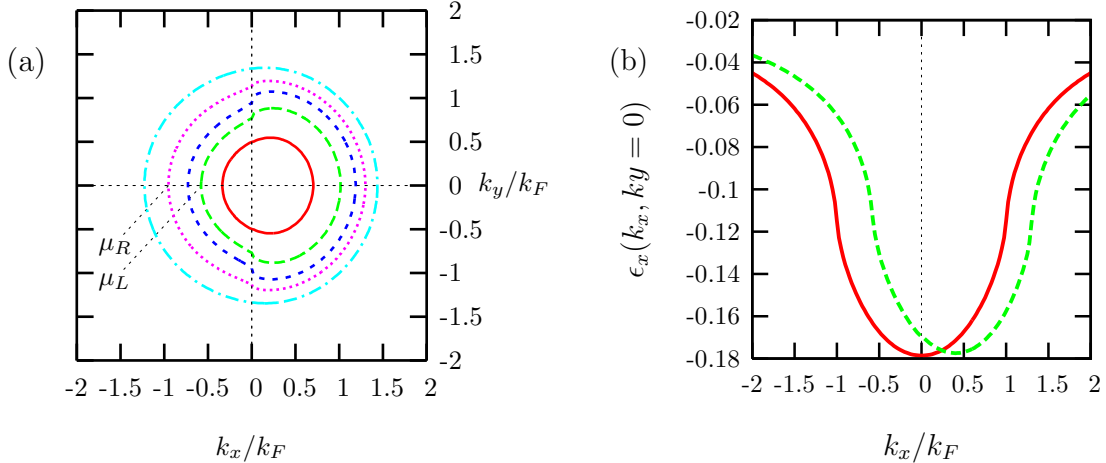 (a)
2
1.5
1
0.5
0
-0.5
-1
-1.5
-2
k_y/k_F
μ_R
μ_L
-2 -1.5 -1 -0.5 0 0.5 1 1.5 2
k_x/k_F
(b)
ϵ_x(k_x, ky = 0)
-0.02
-0.04
-0.06
-0.08
-0.1
-0.12
-0.14
-0.16
-0.18
-2 -1.5 -1 -0.5 0 0.5 1 1.5 2
k_x/k_F